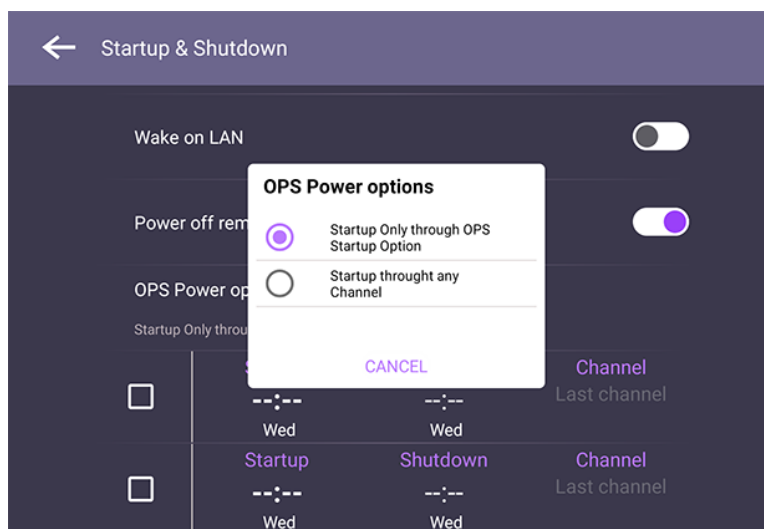 Startup & Shutdown
Wake on LAN
OPS Power options
Power off rem
Startup Only through OPS
Startup Option
Startup throught any
Channel
OPS Power op
Startup Only throu
CANCEL
Channel
--:--
--:--
Last channel
Wed
Wed
Startup
Shutdown
Channel
--:--
--:--
Last channel
Wed
Wed